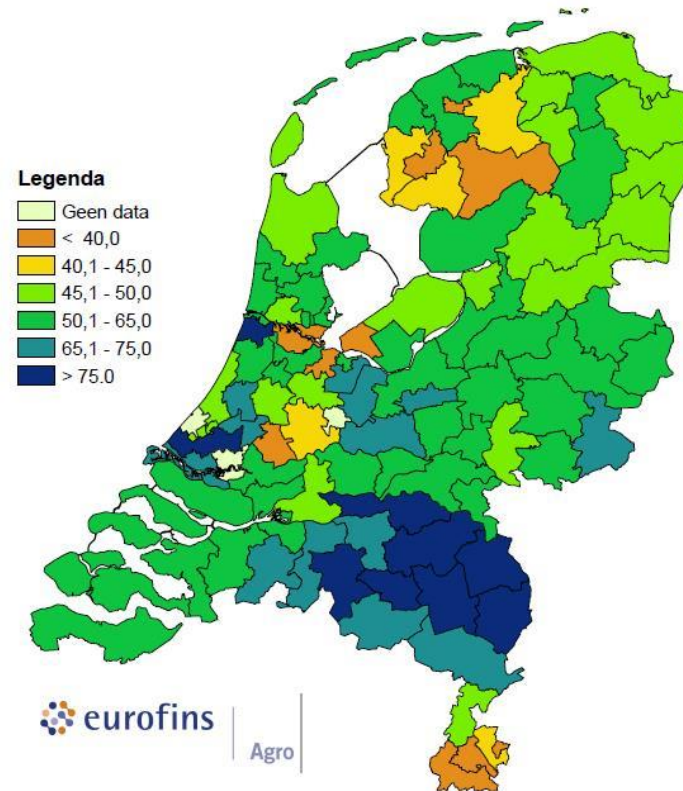 Legenda
Geen data
< 40,0
40,1 - 45,0
45,1 - 50,0
50,1 - 65,0
65,1 - 75,0
> 75.0
eurofins
Agro